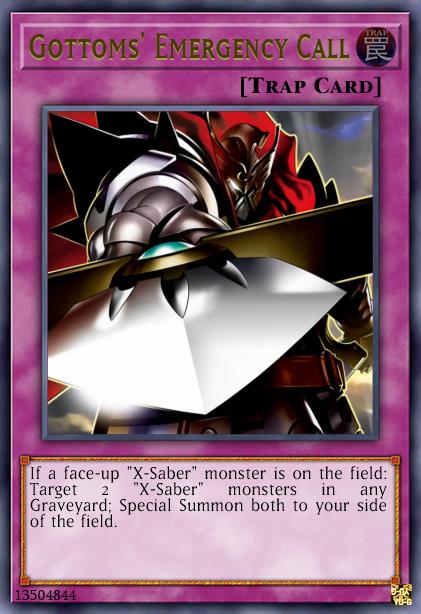 Gottoms' Emergency Call
TRAP
罠
[Trap Card]
If a face-up "X-Saber" monster is on the field:
Target 2 "X-Saber" monsters in any
Graveyard; Special Summon both to your side
of the field.
13504844